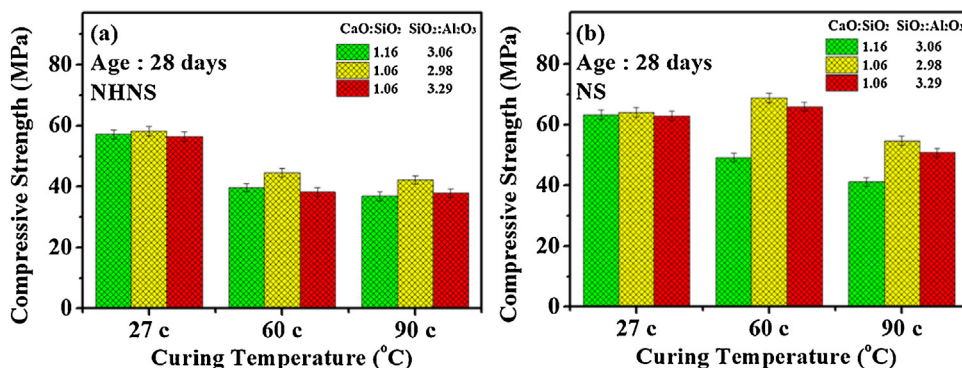 (a)
Age : 28 days
NHNS
CaO:SiO₂ SiO₂::Al₂O₃
1.16 3.06
1.06 2.98
1.06 3.29
Compressive Strength (MPa)
80
60
40
20
0
27 c 60 c 90 c
Curing Temperature (°C)
(b)
Age : 28 days
NS
CaO:SiO₂ SiO₂::Al₂O₃
1.16 3.06
1.06 2.98
1.06 3.29
Compressive Strength (MPa)
80
60
40
20
0
27 c 60 c 90 c
Curing Temperature (°C)